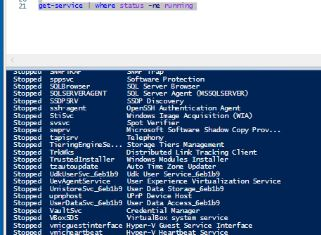 21 get-service | where status -ne running
Stopped SNMPTRAP SNMP Trap
Stopped sppsvc Software Protection
Stopped SQLBrowser SQL Server Browser
Stopped SQLSERVERAGENT SQL Server Agent (MSSQLSERVER)
Stopped SSDPSRV SSDP Discovery
Stopped ssh-agent OpenSSH Authentication Agent
Stopped StiSvc Windows Image Acquisition (WIA)
Stopped svsvc Spot Verifier
Stopped swprv Microsoft Software Shadow Copy Prov...
Stopped tapisrv Telephony
Stopped TieringEngineSe... Storage Tiers Management
Stopped TrkWks Distributed Link Tracking Client
Stopped TrustedInstaller Windows Modules Installer
Stopped tzautoupdate Auto Time Zone Updater
Stopped UdkUserSvc_6eb1b9 Udk User Service_6eb1b9
Stopped UevAgentService User Experience Virtualization Service
Stopped UnistoreSvc_6eb1b9 User Data Storage_6eb1b9
Stopped upnphost UPnP Device Host
Stopped UserDataSvc_6eb1b9 User Data Access_6eb1b9
Stopped VaultSvc Credential Manager
Stopped VBoxSDS VirtualBox system service
Stopped vmicguestinterface Hyper-V Guest Service Interface
Stopped vmicheartbeat Hyper-V Heartbeat Service